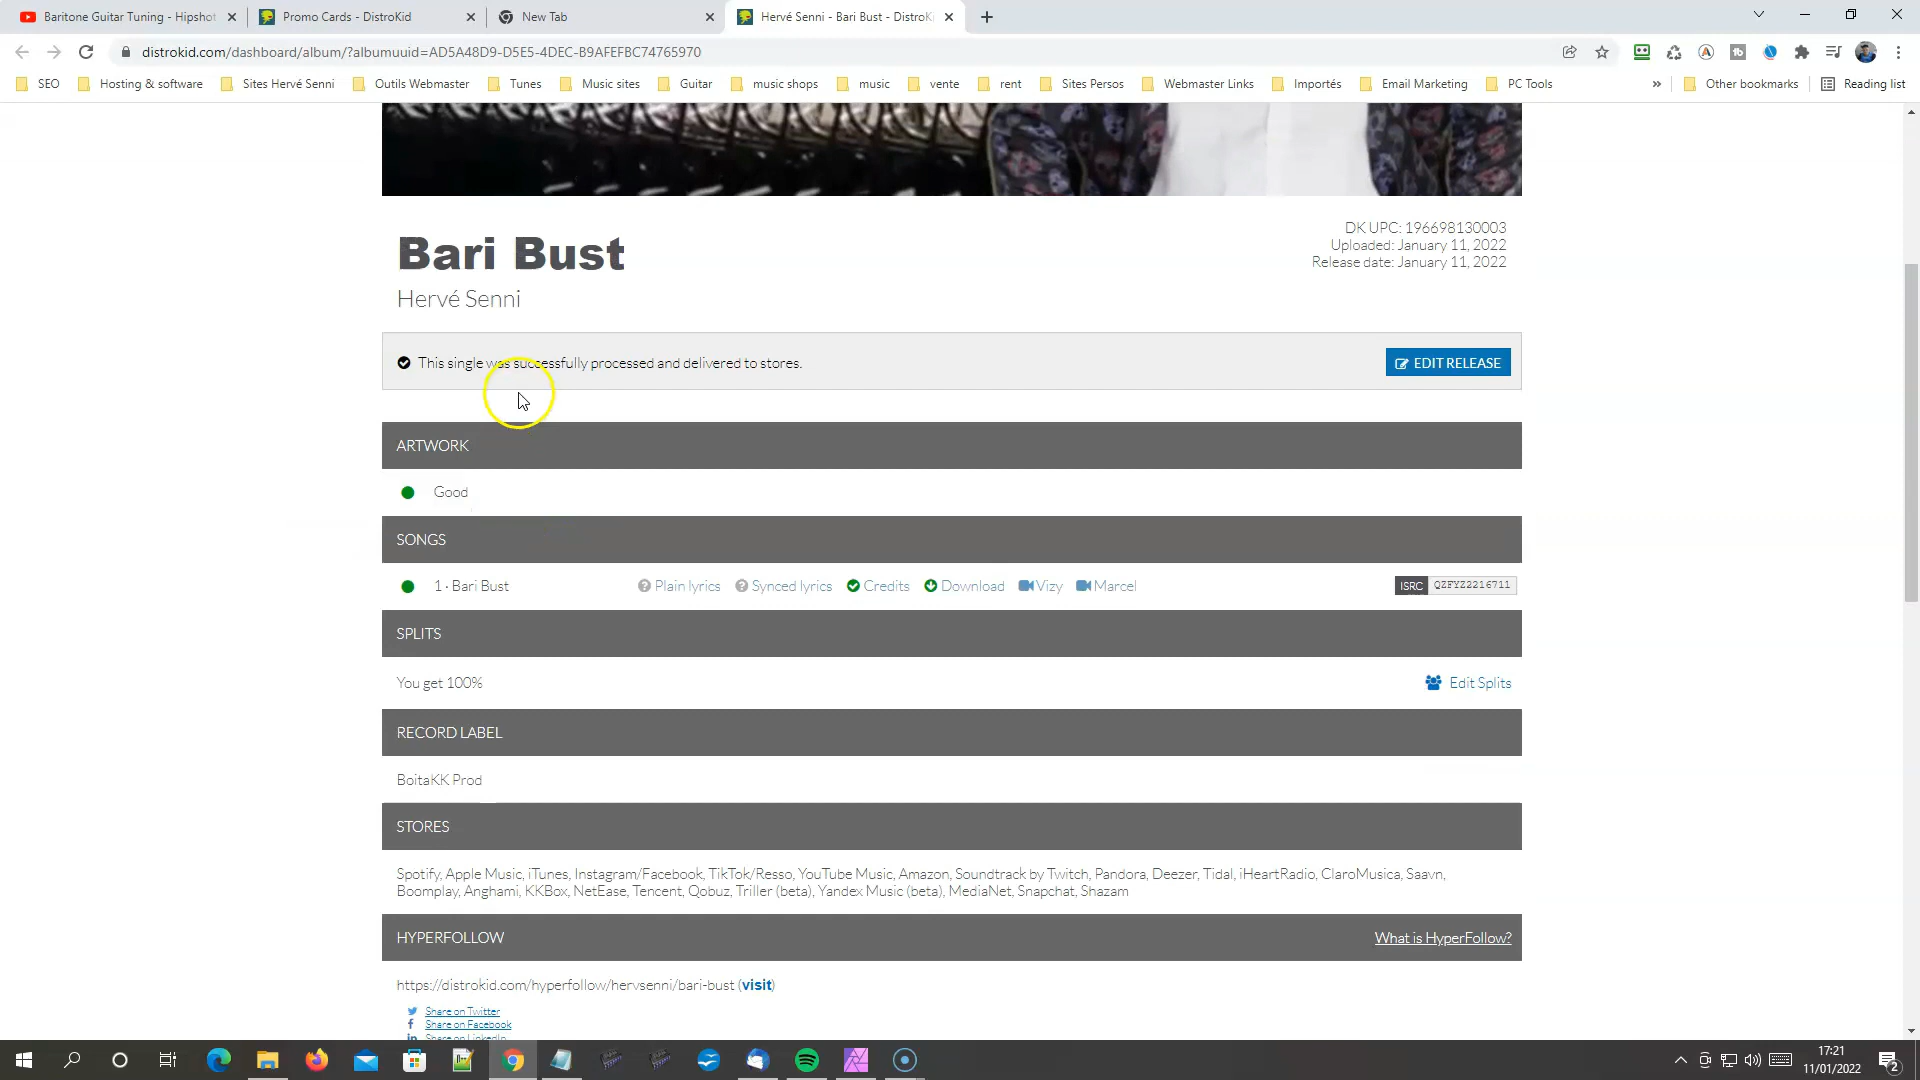 Baritone Guitar Tuning - Hipshot
Promo Cards - DistroKid
New Tab
Hervé Senni - Bari Bust - DistroKi
distrokid.com/dashboard/album/?albumuuid=AD5A48D9-D5E5-4DEC-B9AFEFBC74765970
SEO
Hosting & software
Sites Hervé Senni
Outils Webmaster
Tunes
Music sites
Guitar
music shops
music
vente
rent
Sites Persos
Webmaster Links
Importés
Email Marketing
PC Tools
»
Other bookmarks
Reading list
Bari Bust
Hervé Senni
DK UPC: 196698130003
Uploaded: January 11, 2022
Release date: January 11, 2022
This single was successfully processed and delivered to stores.
EDIT RELEASE
ARTWORK
Good
SONGS
1 · Bari Bust
Plain lyrics
Synced lyrics
Credits
Download
Vizy
Marcel
ISRC QZFYZ2216711
SPLITS
You get 100%
Edit Splits
RECORD LABEL
BoitaKK Prod
STORES
Spotify, Apple Music, iTunes, Instagram/Facebook, TikTok/Resso, YouTube Music, Amazon, Soundtrack by Twitch, Pandora, Deezer, Tidal, iHeartRadio, ClaroMusica, Saavn,
Boomplay, Anghami, KKBox, NetEase, Tencent, Qobuz, Triller (beta), Yandex Music (beta), MediaNet, Snapchat, Shazam
HYPERFOLLOW
What is HyperFollow?
https://distrokid.com/hyperfollow/hervsenni/bari-bust (visit)
Share on Twitter
Share on Facebook
Share on LinkedIn
17:21
11/01/2022
2